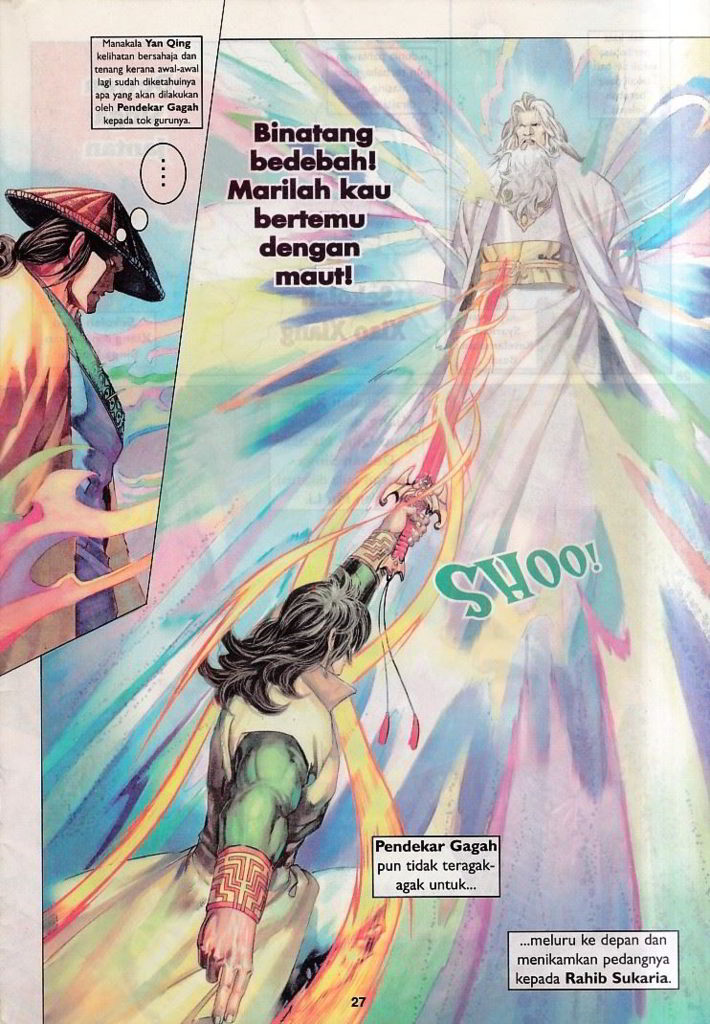 Manakala Yan Qing
kelihatan bersahaja dan
tenang kerana awal-awal
lagi sudah diketahuinya
apa yang akan dilakukan
oleh Pendekar Gagah
kepada tok gurunya.
Binatang
bedebah!
Marilah kau
bertemu
dengan
maut!
SHOO!
Pendekar Gagah
pun tidak teragak-
agak untuk...
...meluru ke depan dan
menikamkan pedangnya
kepada Rahib Sukaria.
27